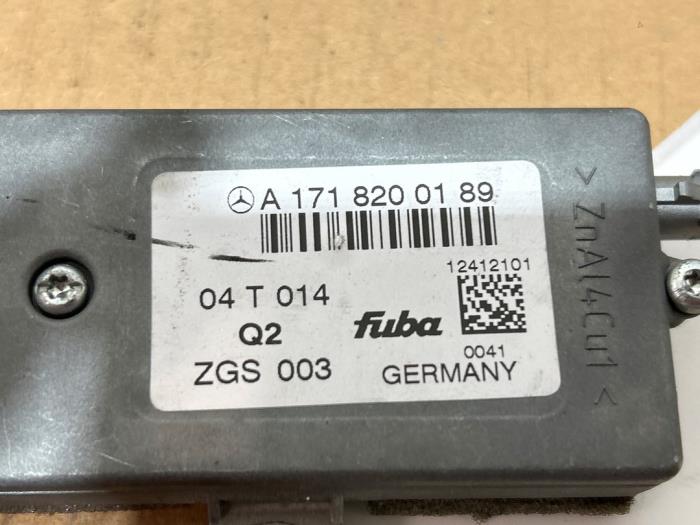 A 171 820 01 89
12412101
04 T 014
Q2
fuba
0041
ZGS 003
GERMANY
> ZnAl4Cu1 <